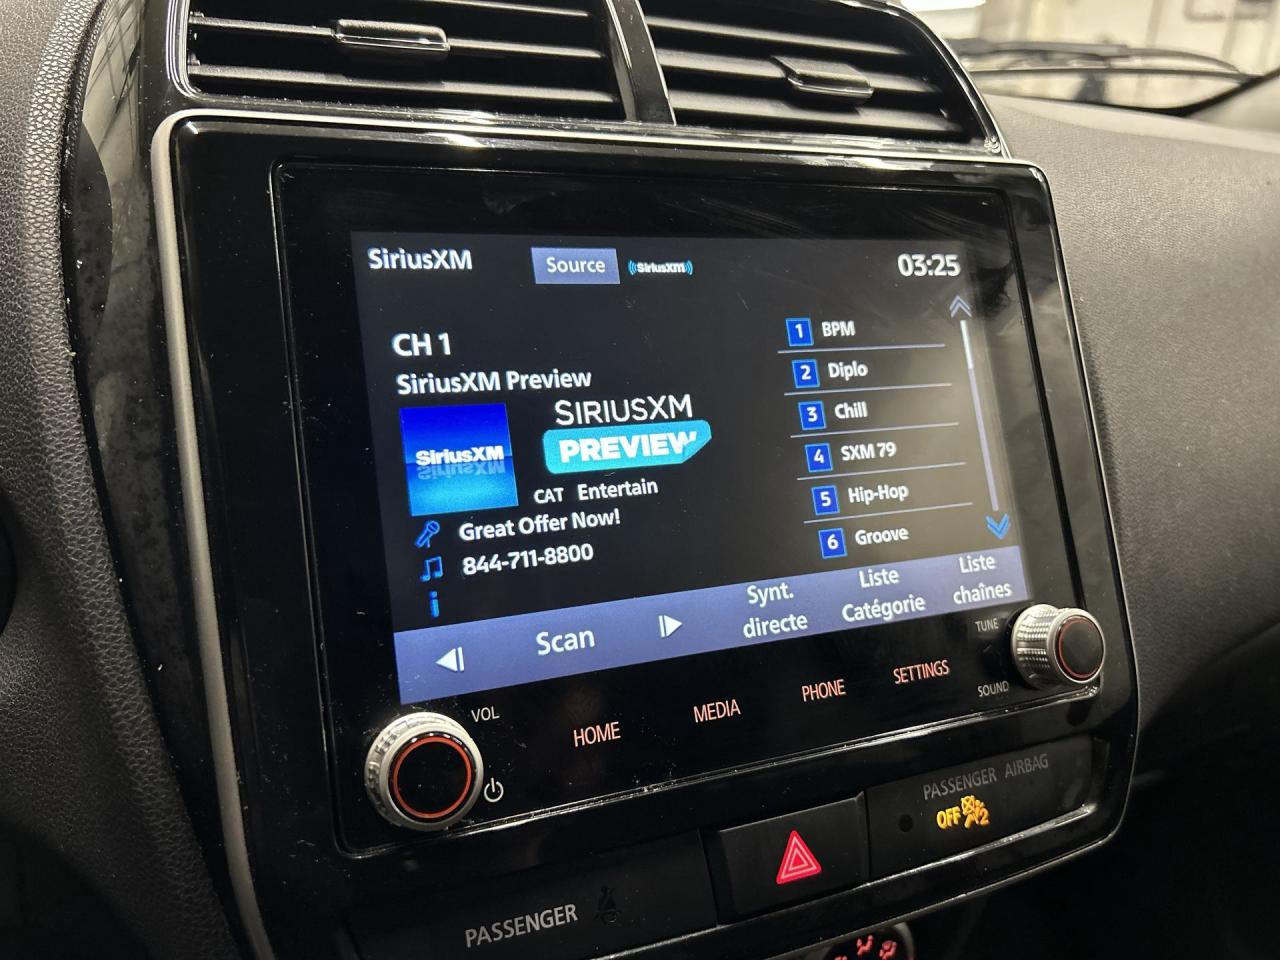 SiriusXM Source SiriusXM 03:25
CH 1
SiriusXM Preview
SiriusXM
SIRIUSXM
PREVIEW
CAT Entertain
Great Offer Now!
844-711-8800
1 BPM
2 Diplo
3 Chill
4 SXM 79
5 Hip-Hop
6 Groove
Scan
Synt.
directe
Liste
Catégorie
Liste
chaînes
TUNE
SOUND
VOL
HOME MEDIA PHONE SETTINGS
PASSENGER AIRBAG
OFF 2
PASSENGER